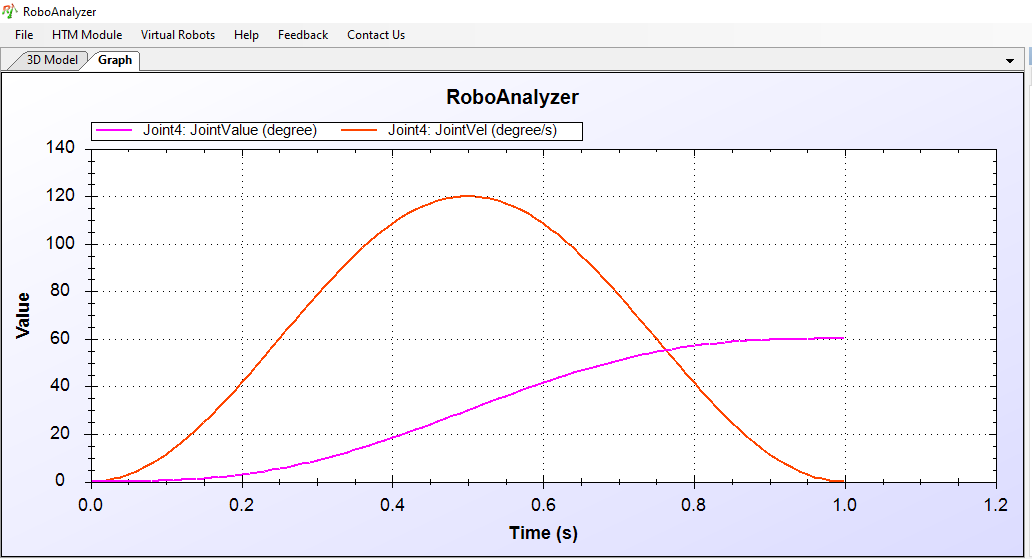 RoboAnalyzer
File HTM Module Virtual Robots Help Feedback Contact Us
3D Model Graph
RoboAnalyzer
Joint4: JointValue (degree) Joint4: JointVel (degree/s)
140
120
100
80
60
40
20
0
Value
0.0 0.2 0.4 0.6 0.8 1.0 1.2
Time (s)